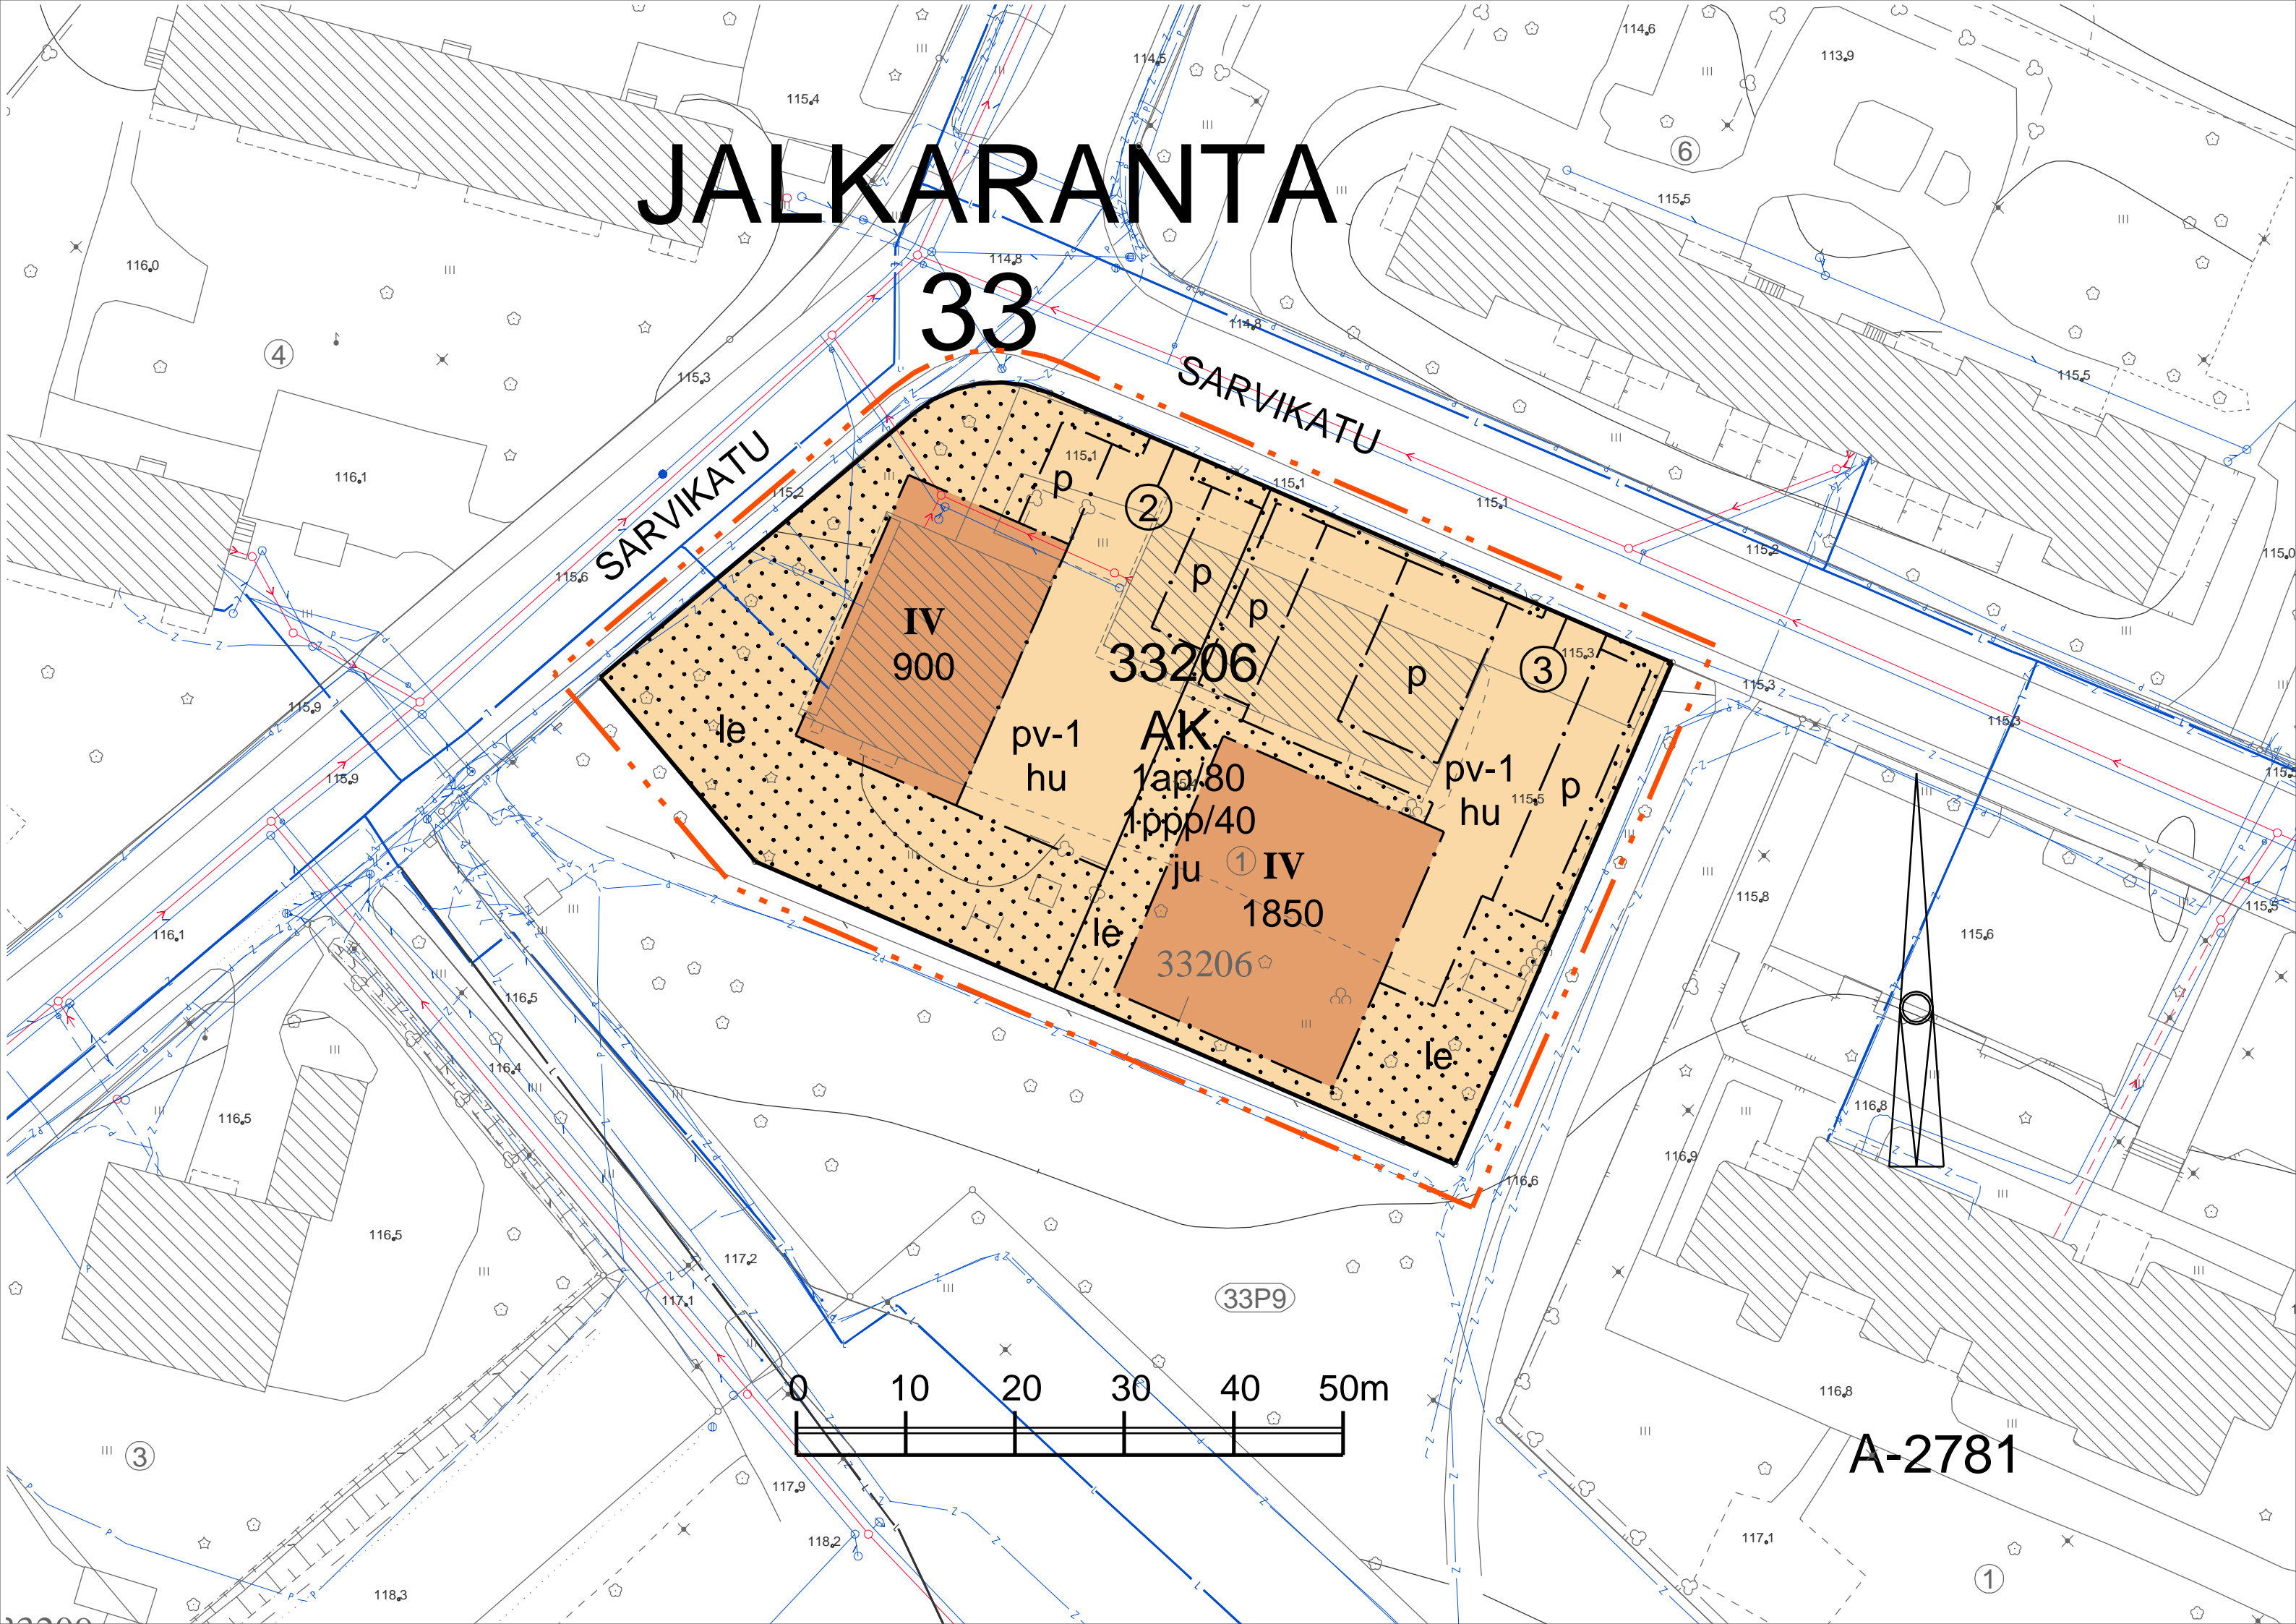 114,6
113,9
114,5
115,4
6
JALKARANTA
115,5
116,0
114,8
33
114,8
4
115,3
SARVIKATU
115,5
SARVIKATU
115,1
p
116,1
115,2
2
115,1
115,1
115,2
115,0
115,6
p
p
IV
900
33206
p
3
115,3
115,3
115,9
115,3
le
pv-1
hu
AK
1ap/80
1ppp/40
ju
pv-1
hu
115,5
p
115,9
1
IV
1850
115,8
115,5
116,1
le
33206
115,6
116,5
le
116,4
116,8
116,5
116,9
116,6
116,5
117,2
33P9
117,1
0 10 20 30 40 50m
116,8
A-2781
3
117,9
118,2
117,1
118,3
1